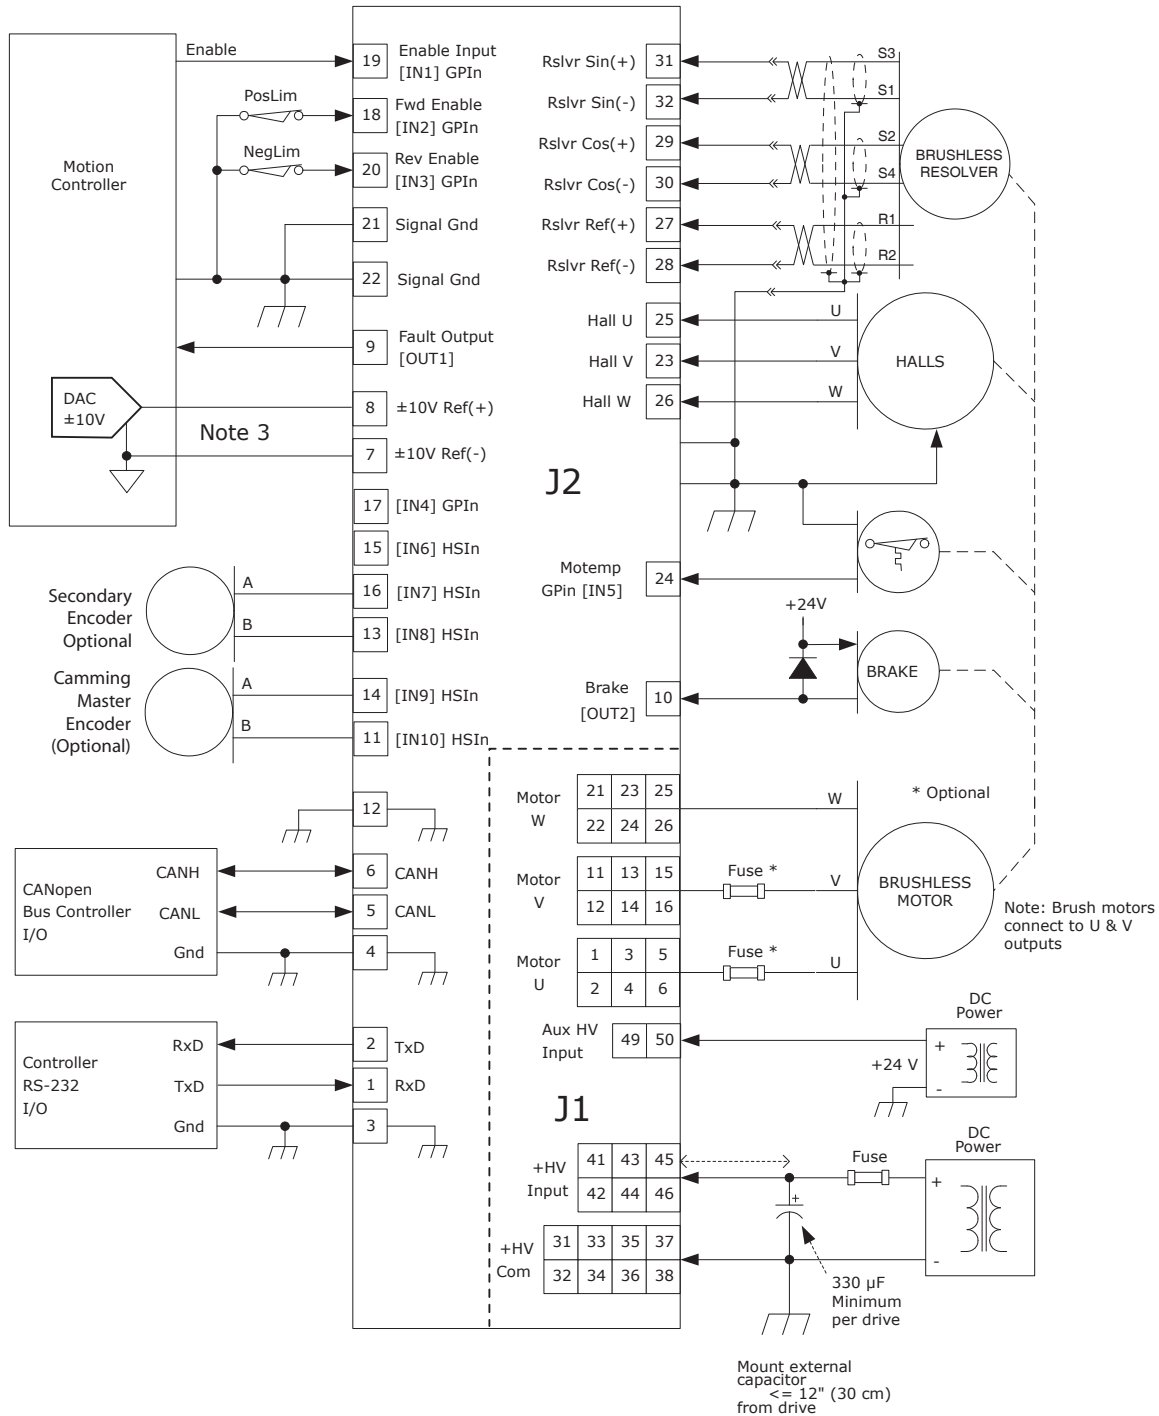 Motion
Controller
Enable
PosLim
NegLim
DAC
±10V
Note 3
19
Enable Input
[IN1] GPIn
18
Fwd Enable
[IN2] GPIn
20
Rev Enable
[IN3] GPIn
21
Signal Gnd
22
Signal Gnd
9
Fault Output
[OUT1]
8
±10V Ref(+)
7
±10V Ref(-)
17
[IN4] GPIn
15
[IN6] HSIn
Secondary
Encoder
Optional
A
B
16
[IN7] HSIn
13
[IN8] HSIn
Camming
Master
Encoder
(Optional)
A
B
14
[IN9] HSIn
11
[IN10] HSIn
12
CANopen
Bus Controller
I/O
CANH
CANL
Gnd
6
CANH
5
CANL
4
Controller
RS-232
I/O
RxD
TxD
Gnd
2
TxD
1
RxD
3
J2
Rslvr Sin(+)
31
S3
Rslvr Sin(-)
32
S1
Rslvr Cos(+)
29
S2
Rslvr Cos(-)
30
S4
Rslvr Ref(+)
27
R1
Rslvr Ref(-)
28
R2
BRUSHLESS
RESOLVER
Hall U
25
U
Hall V
23
V
Hall W
26
W
HALLS
Motemp
GPin [IN5]
24
+24V
Brake
[OUT2]
10
BRAKE
J1
Motor
W
21 23 25
22 24 26
W
* Optional
Motor
V
11 13 15
12 14 16
Fuse *
V
BRUSHLESS
MOTOR
Note: Brush motors
connect to U & V
outputs
Motor
U
1 3 5
2 4 6
Fuse *
U
Aux HV
Input
49 50
DC
Power
+
+24 V
-
+HV
Input
41 43 45
42 44 46
Fuse
DC
Power
+
-
+
+HV
Com
31 33 35 37
32 34 36 38
330 µF
Minimum
per drive
Mount external
capacitor
<= 12" (30 cm)
from drive